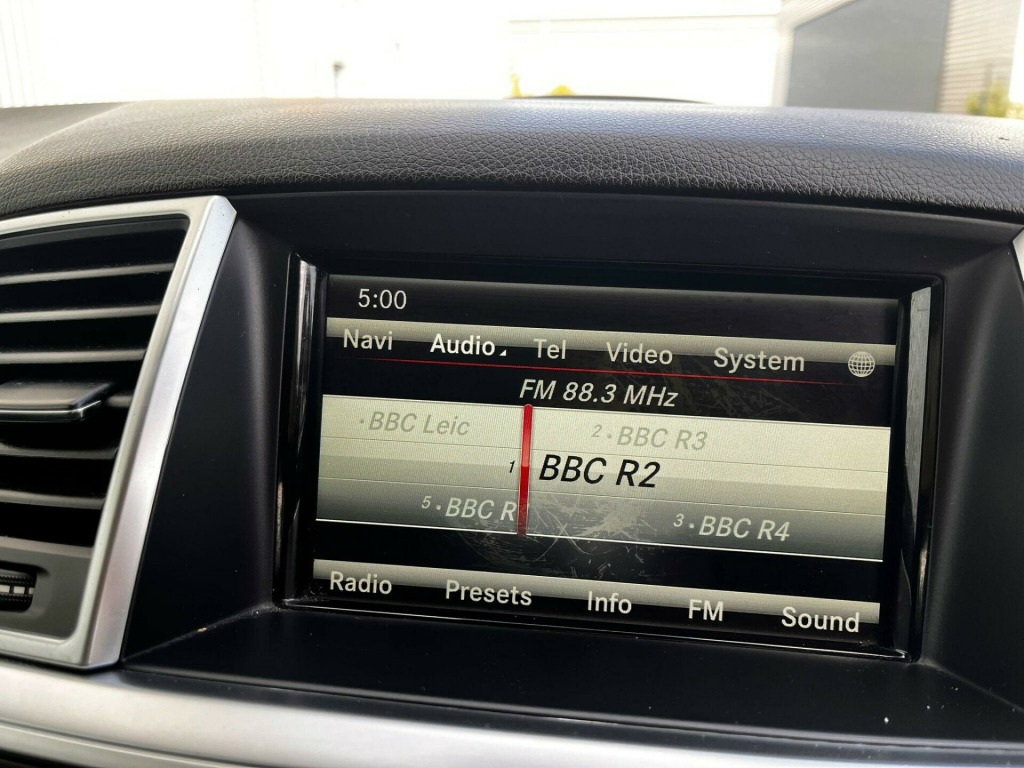 5:00
Navi Audio Tel Video System
FM 88.3 MHz
BBC Leic 2 BBC R3
1 BBC R2
5 BBC R 3 BBC R4
Radio Presets Info FM Sound